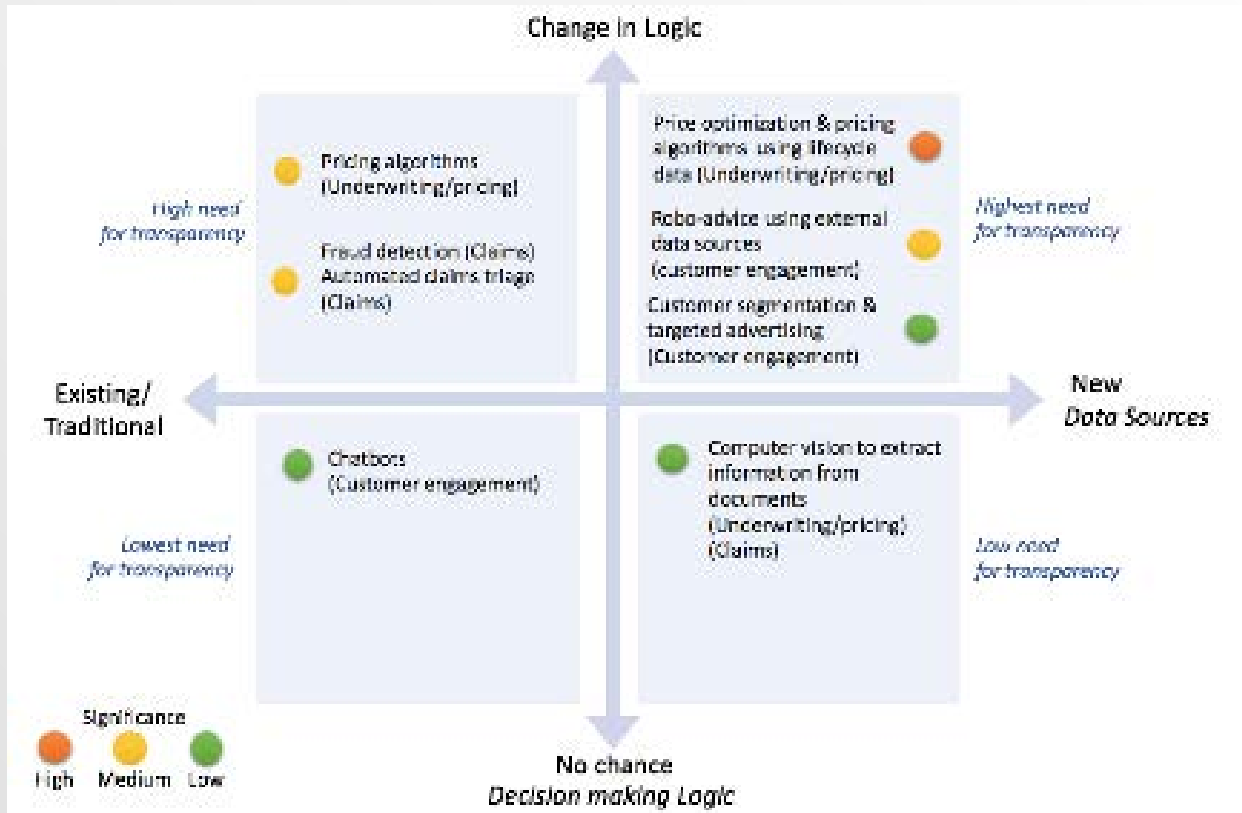 Change in Logic
Pricing algorithms
(Underwriting/pricing)
Fraud detection (Claims)
Automated claims triage
(Claims)
High need
for transparency
Price optimization & pricing
algorithms using lifecycle
data (Underwriting/pricing)
Robo-advice using external
data sources
(customer engagement)
Customer segmentation &
targeted advertising
(Customer engagement)
Highest need
for transparency
Existing/
Traditional
New
Data Sources
Chatbots
(Customer engagement)
Lowest need
for transparency
Computer vision to extract
information from
documents
(Underwriting/pricing)
(Claims)
Low need
for transparency
Significance
High Medium Low
No chance
Decision making Logic